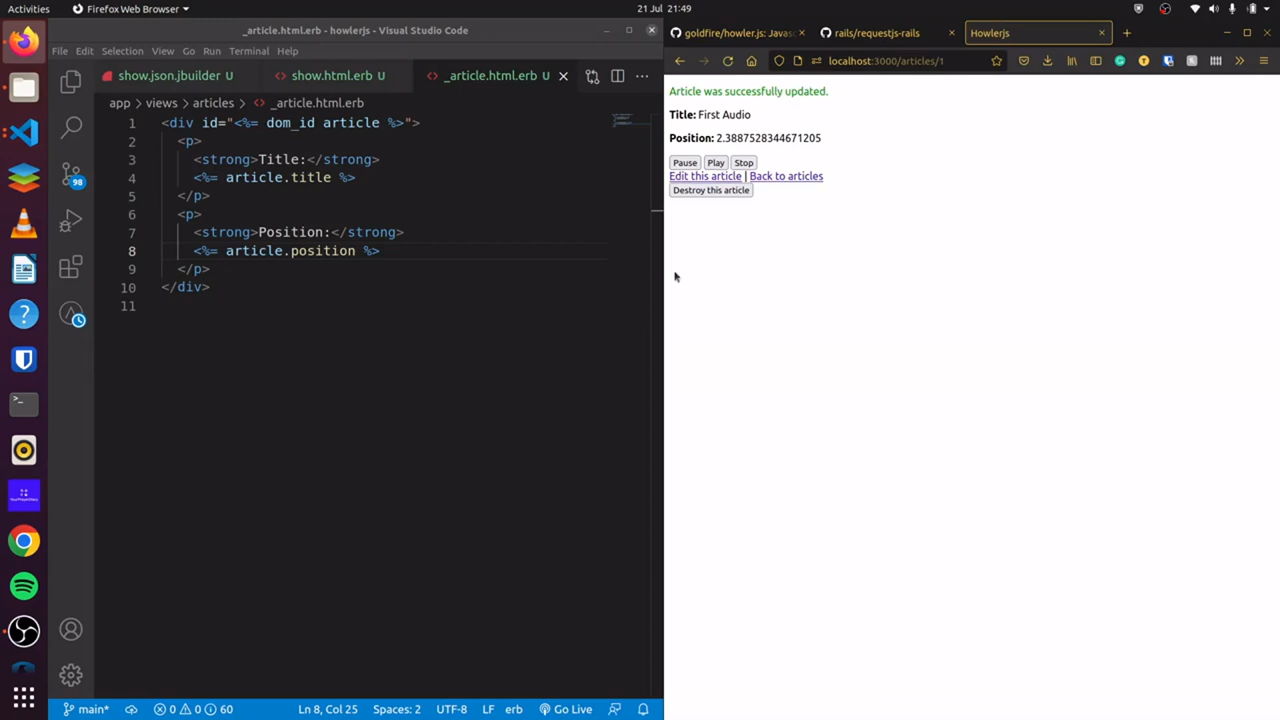 Activities
Firefox Web Browser
21 Jul 21:49
_article.html.erb - howlerjs - Visual Studio Code
File Edit Selection View Go Run Terminal Help
show.json.jbuilder U
show.html.erb U
_article.html.erb U
app > views > articles > _article.html.erb
1 <div id="<%= dom_id article %>">
2 <p>
3 <strong>Title:</strong>
4 <%= article.title %>
5 </p>
6 <p>
7 <strong>Position:</strong>
8 <%= article.position %>
9 </p>
10 </div>
11
98
main*
0 0 60
Ln 8, Col 25
Spaces: 2
UTF-8
LF
erb
Go Live
goldfire/howler.js: Javasc
rails/requestjs-rails
Howlerjs
localhost:3000/articles/1
Article was successfully updated.
Title: First Audio
Position: 2.3887528344671205
Pause Play Stop
Edit this article | Back to articles
Destroy this article